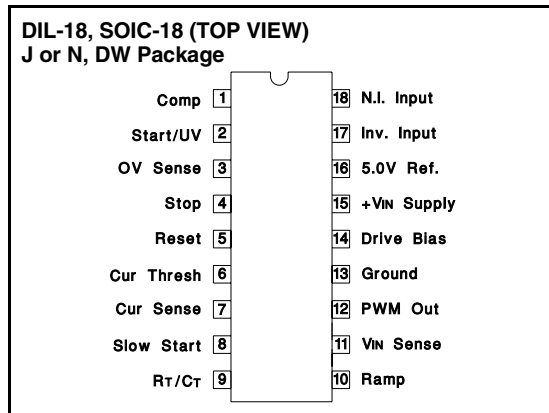 DIL-18, SOIC-18 (TOP VIEW)
J or N, DW Package
Comp 1 18 N.I. Input
Start/UV 2 17 Inv. Input
OV Sense 3 16 5.0V Ref.
Stop 4 15 +VIN Supply
Reset 5 14 Drive Bias
Cur Thresh 6 13 Ground
Cur Sense 7 12 PWM Out
Slow Start 8 11 VIN Sense
RT/CT 9 10 Ramp